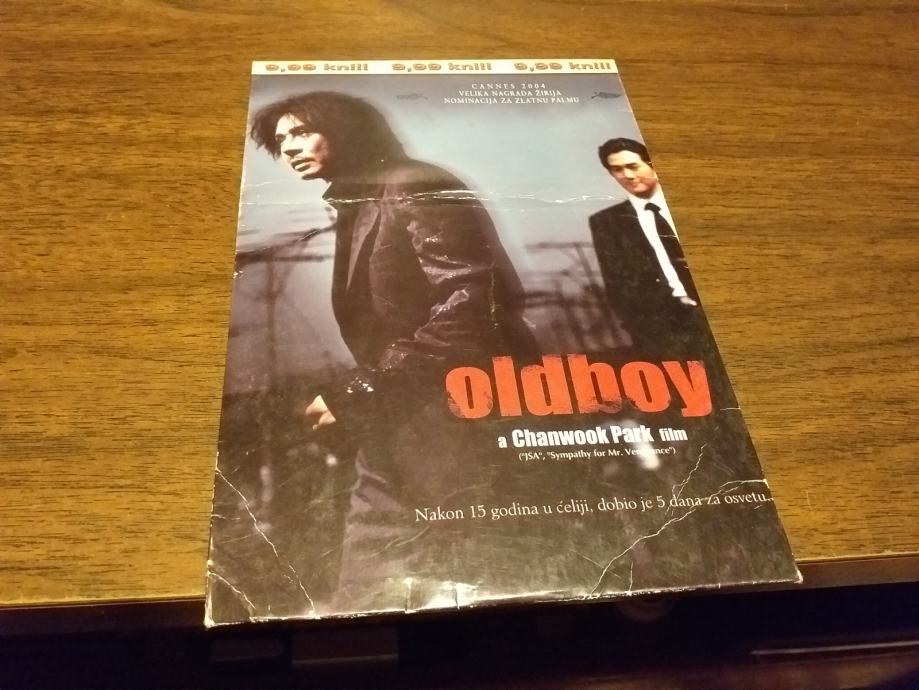 9,99 kn!!! 9,99 kn!!! 9,99 kn!!!
CANNES 2004
VELIKA NAGRADA ŽIRIJA
NOMINACIJA ZA ZLATNU PALMU
oldboy
a Chanwook Park film
("JSA", "Sympathy for Mr. Vengeance")
Nakon 15 godina u ćeliji, dobio je 5 dana za osvetu...